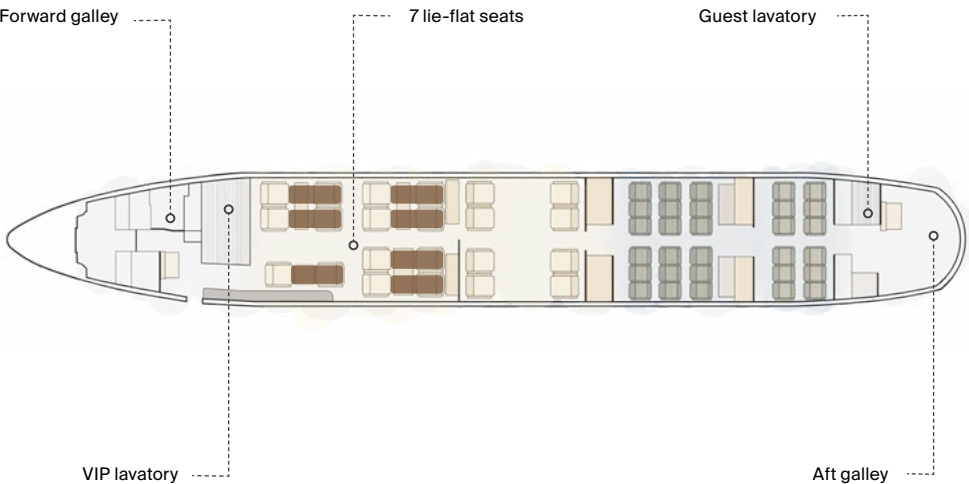 Forward galley
7 lie-flat seats
Guest lavatory
VIP lavatory
Aft galley